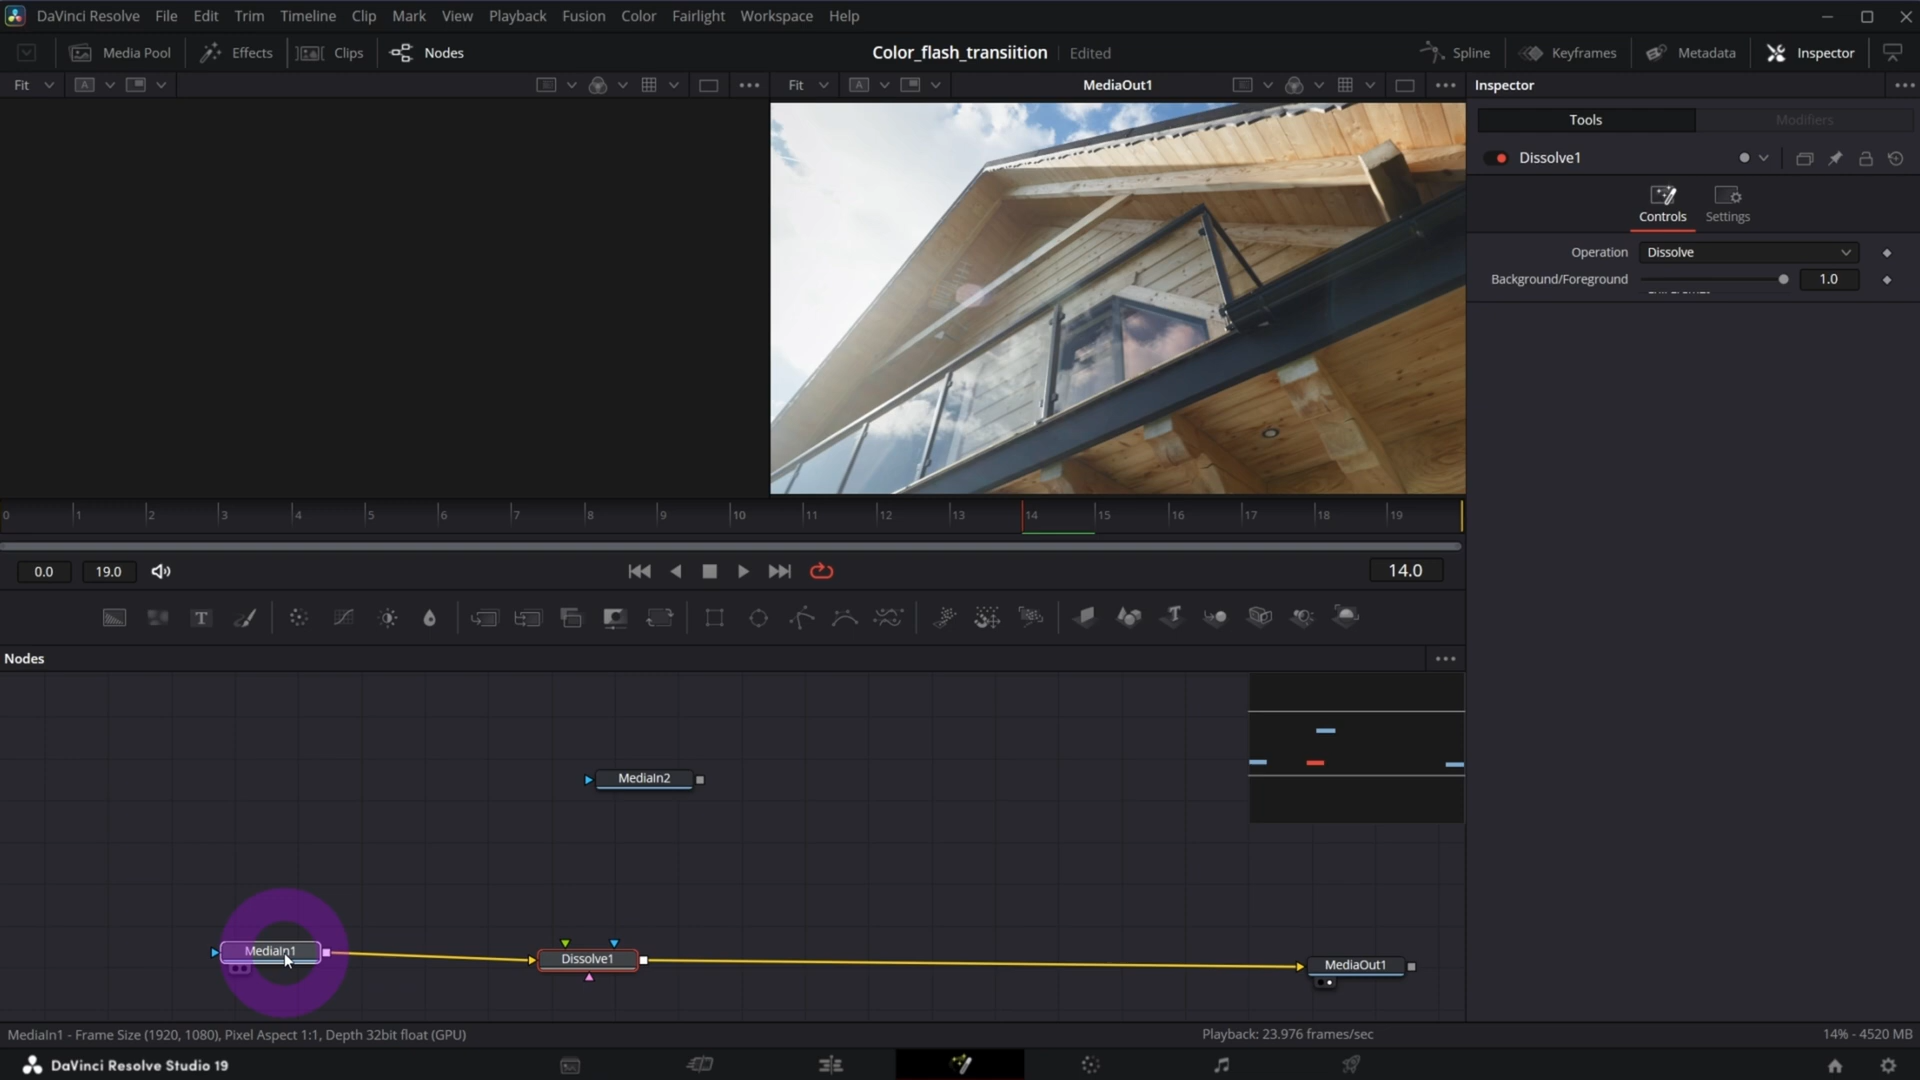 DaVinci Resolve File Edit Trim Timeline Clip Mark View Playback Fusion Color Fairlight Workspace Help
Media Pool Effects Clips Nodes Color_flash_transiition Edited Spline Keyframes Metadata Inspector
Fit A Fit A MediaOut1 Inspector
Tools Modifiers
Dissolve1
Controls Settings
Operation Dissolve
Background/Foreground 1.0
0 1 2 3 4 5 6 7 8 9 10 11 12 13 14 15 16 17 18 19
0.0 19.0 14.0
T T
Nodes
MediaIn2
MediaIn1
Dissolve1
MediaOut1
MediaIn1 - Frame Size (1920, 1080), Pixel Aspect 1:1, Depth 32bit float (GPU) Playback: 23.976 frames/sec 14% - 4520 MB
DaVinci Resolve Studio 19